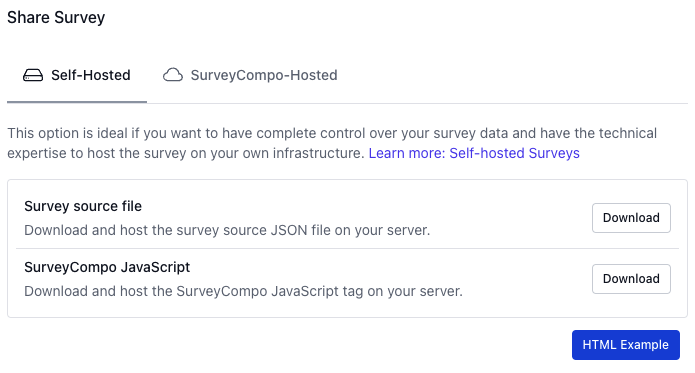 Share Survey
Self-Hosted
SurveyCompo-Hosted
This option is ideal if you want to have complete control over your survey data and have the technical
expertise to host the survey on your own infrastructure. Learn more: Self-hosted Surveys
Survey source file
Download and host the survey source JSON file on your server.
Download
SurveyCompo JavaScript
Download and host the SurveyCompo JavaScript tag on your server.
Download
HTML Example